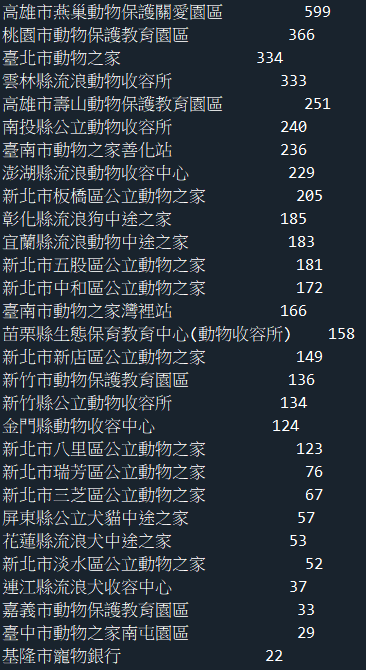 高雄市燕巢動物保護關愛園區 599
桃園市動物保護教育園區 366
臺北市動物之家 334
雲林縣流浪動物收容所 333
高雄市壽山動物保護教育園區 251
南投縣公立動物收容所 240
臺南市動物之家善化站 236
澎湖縣流浪動物收容中心 229
新北市板橋區公立動物之家 205
彰化縣流浪狗中途之家 185
宜蘭縣流浪動物中途之家 183
新北市五股區公立動物之家 181
新北市中和區公立動物之家 172
臺南市動物之家灣裡站 166
苗栗縣生態保育教育中心(動物收容所) 158
新北市新店區公立動物之家 149
新竹市動物保護教育園區 136
新竹縣公立動物收容所 134
金門縣動物收容中心 124
新北市八里區公立動物之家 123
新北市瑞芳區公立動物之家 76
新北市三芝區公立動物之家 67
屏東縣公立犬貓中途之家 57
花蓮縣流浪犬中途之家 53
新北市淡水區公立動物之家 52
連江縣流浪犬收容中心 37
嘉義市動物保護教育園區 33
臺中市動物之家南屯園區 29
基隆市寵物銀行 22